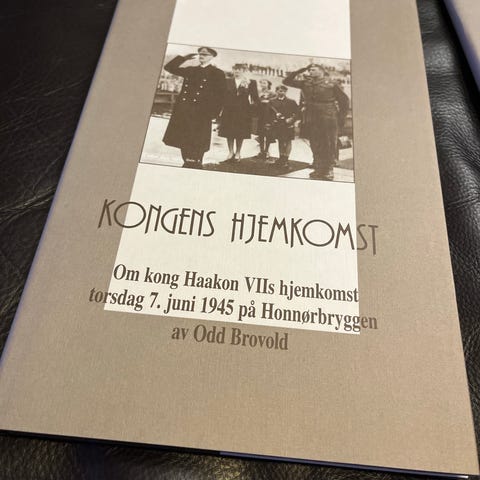 KONGENS HJEMKOMST
Om kong Haakon VIIs hjemkomst
torsdag 7. juni 1945 på Honnørbryggen
av Odd Brovold